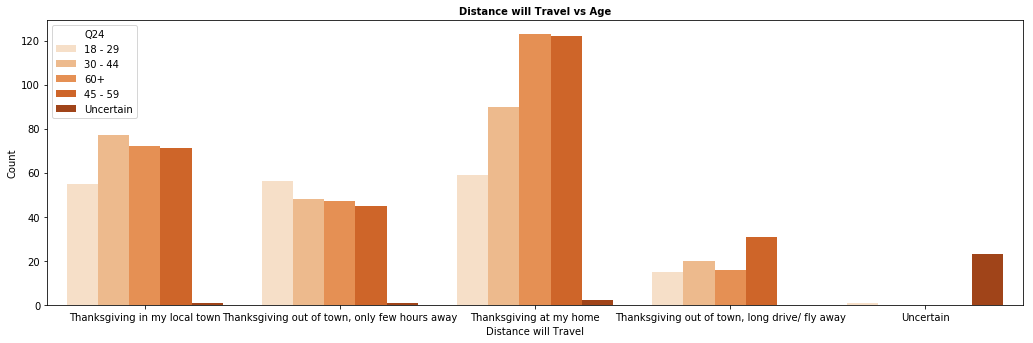 Distance will Travel vs Age
Q24
18 - 29
30 - 44
60+
45 - 59
Uncertain
Count
120
100
80
60
40
20
0
Thanksgiving in my local town
Thanksgiving out of town, only few hours away
Thanksgiving at my home
Thanksgiving out of town, long drive/ fly away
Uncertain
Distance will Travel